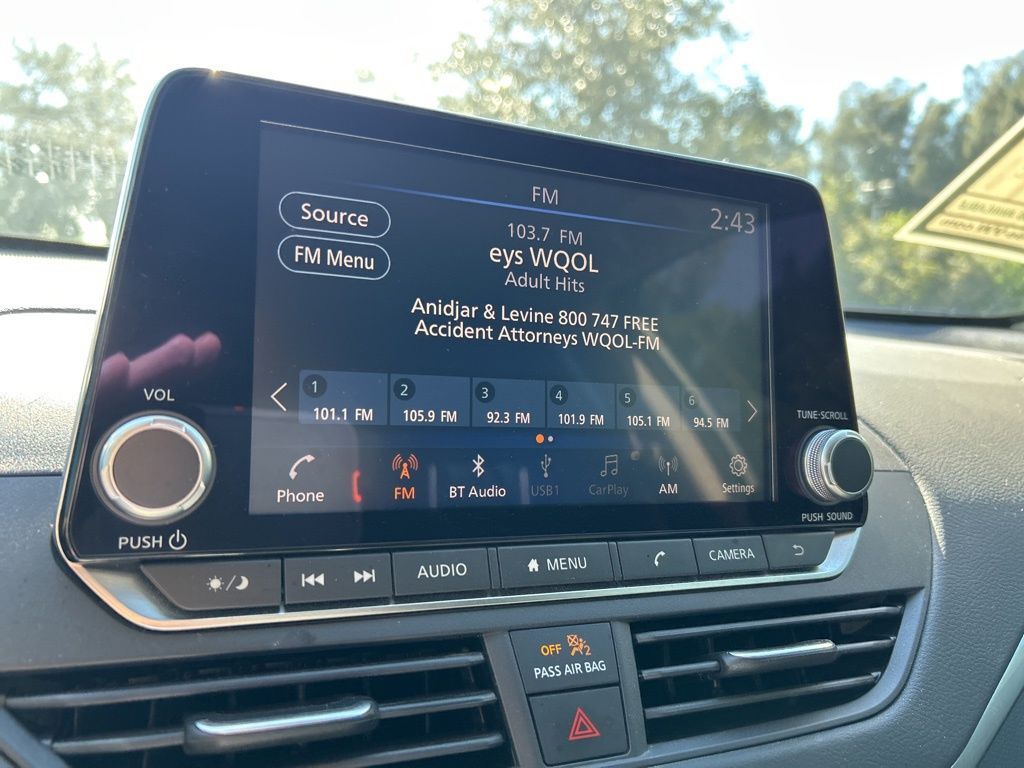 FM
2:43
Source
FM Menu
103.7 FM
eys WQOL
Adult Hits
Anidjar & Levine 800 747 FREE
Accident Attorneys WQOL-FM
1 2 3 4 5 6
101.1 FM 105.9 FM 92.3 FM 101.9 FM 105.1 FM 94.5 FM
Phone FM BT Audio USB1 CarPlay AM Settings
VOL
PUSH
TUNE·SCROLL
PUSH SOUND
AUDIO MENU CAMERA
OFF 2
PASS AIR BAG